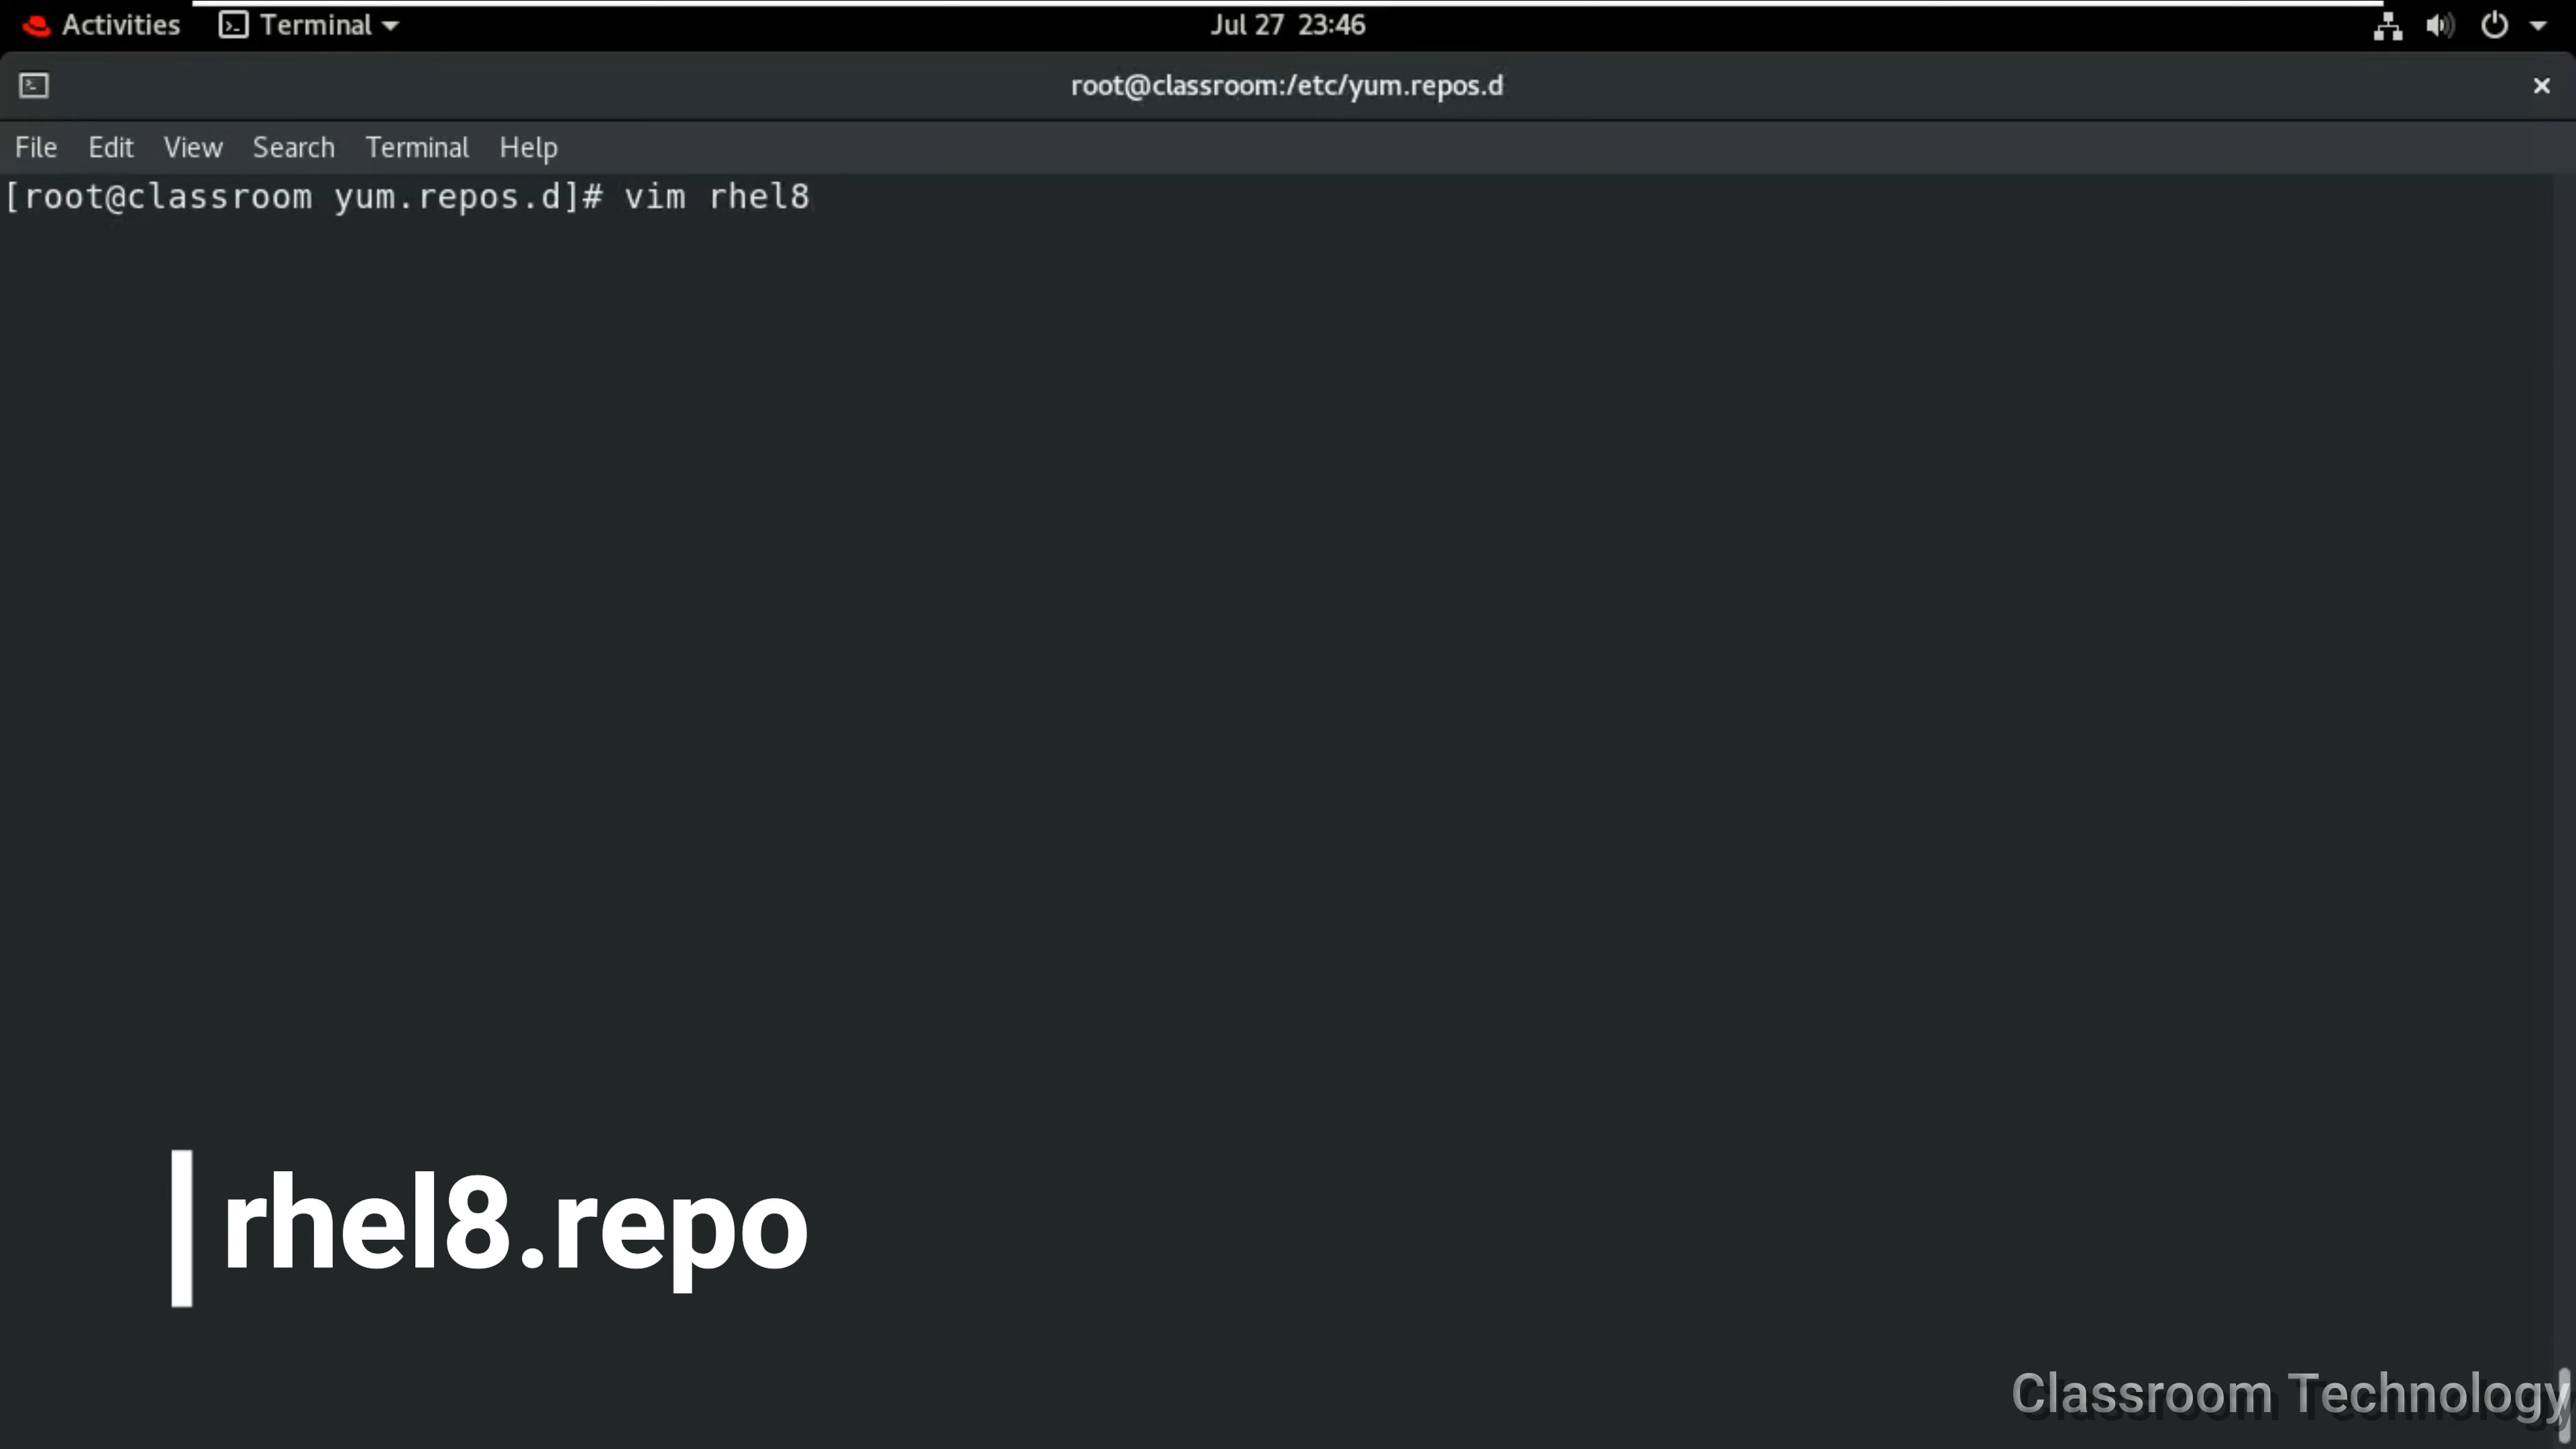 Activities Terminal Jul 27 23:46
root@classroom:/etc/yum.repos.d
File Edit View Search Terminal Help
[root@classroom yum.repos.d]# vim rhel8
rhel8.repo
Classroom Technology